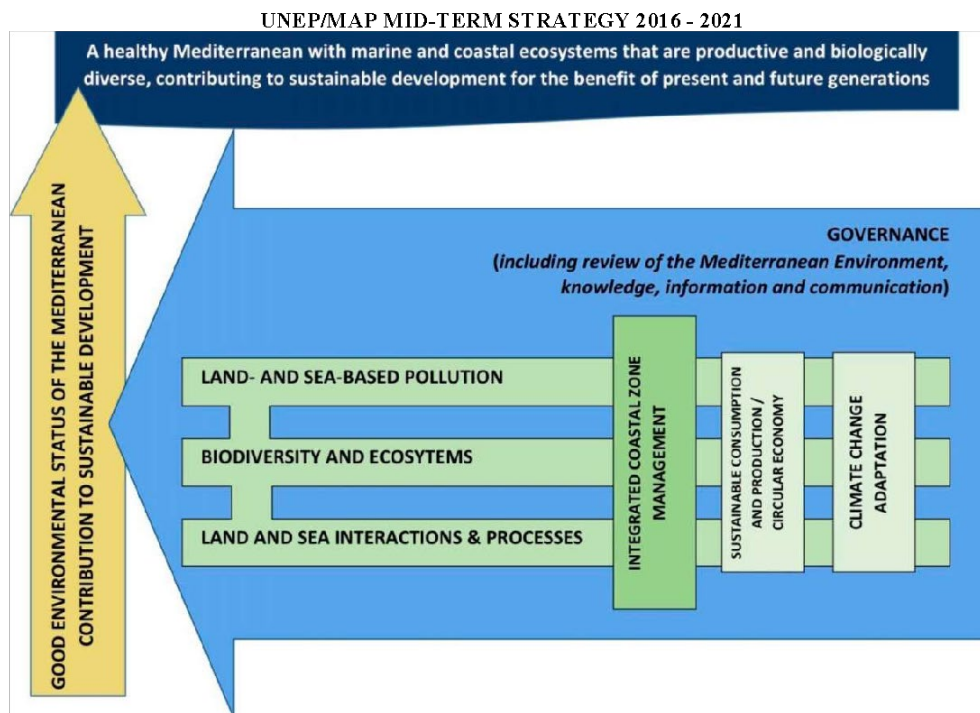 UNEP/MAP MID-TERM STRATEGY 2016 - 2021
A healthy Mediterranean with marine and coastal ecosystems that are productive and biologically
diverse, contributing to sustainable development for the benefit of present and future generations
GOOD ENVIRONMENTAL STATUS OF THE MEDITERRANEAN
CONTRIBUTION TO SUSTAINABLE DEVELOPMENT
GOVERNANCE
(including review of the Mediterranean Environment,
knowledge, information and communication)
LAND- AND SEA-BASED POLLUTION
BIODIVERSITY AND ECOSYTEMS
LAND AND SEA INTERACTIONS & PROCESSES
INTEGRATED COASTAL ZONE
MANAGEMENT
SUSTAINABLE CONSUMPTION
AND PRODUCTION /
CIRCULAR ECONOMY
CLIMATE CHANGE
ADAPTATION